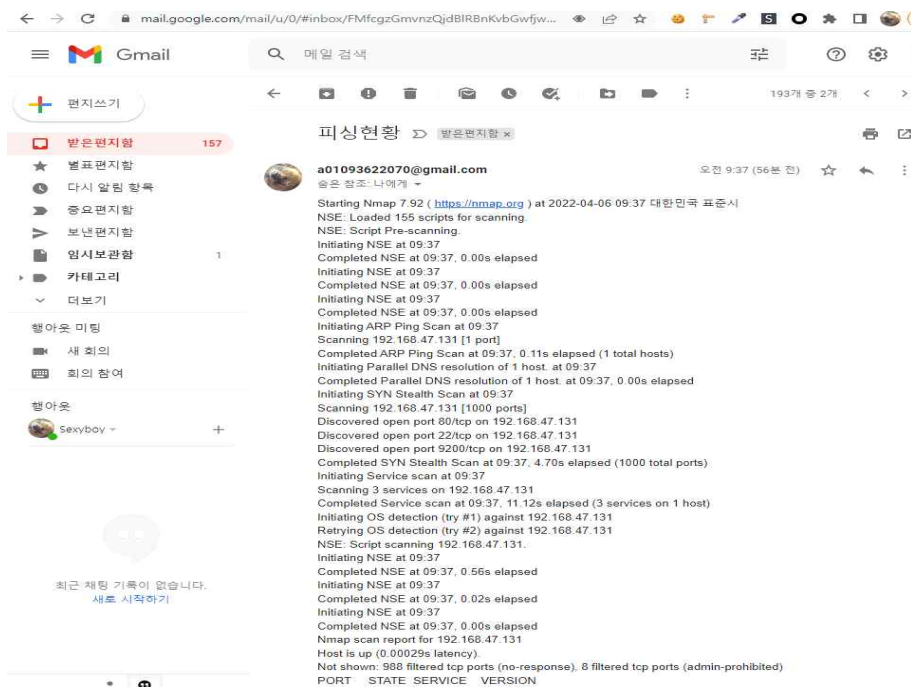 mail.google.com/mail/u/0/#inbox/FMfcgzGmvnzQjdBlRBnKvbGwfjw...
Gmail
메일 검색
편지쓰기
193개 중 2개
받은편지함 157
별표편지함
다시 알림 항목
중요편지함
보낸편지함
임시보관함 1
카테고리
더보기
행아웃 미팅
새 회의
회의 참여
행아웃
Sexyboy
최근 채팅 기록이 없습니다.
새로 시작하기
피싱현황 받은편지함 x
a01093622070@gmail.com 오전 9:37 (56분 전)
숨은 참조: 나에게
Starting Nmap 7.92 ( https://nmap.org ) at 2022-04-06 09:37 대한민국 표준시
NSE: Loaded 155 scripts for scanning.
NSE: Script Pre-scanning.
Initiating NSE at 09:37
Completed NSE at 09:37, 0.00s elapsed
Initiating NSE at 09:37
Completed NSE at 09:37, 0.00s elapsed
Initiating NSE at 09:37
Completed NSE at 09:37, 0.00s elapsed
Initiating ARP Ping Scan at 09:37
Scanning 192.168.47.131 [1 port]
Completed ARP Ping Scan at 09:37, 0.11s elapsed (1 total hosts)
Initiating Parallel DNS resolution of 1 host. at 09:37
Completed Parallel DNS resolution of 1 host. at 09:37, 0.00s elapsed
Initiating SYN Stealth Scan at 09:37
Scanning 192.168.47.131 [1000 ports]
Discovered open port 80/tcp on 192.168.47.131
Discovered open port 22/tcp on 192.168.47.131
Discovered open port 9200/tcp on 192.168.47.131
Completed SYN Stealth Scan at 09:37, 4.70s elapsed (1000 total ports)
Initiating Service scan at 09:37
Scanning 3 services on 192.168.47.131
Completed Service scan at 09:37, 11.12s elapsed (3 services on 1 host)
Initiating OS detection (try #1) against 192.168.47.131
Retrying OS detection (try #2) against 192.168.47.131
NSE: Script scanning 192.168.47.131.
Initiating NSE at 09:37
Completed NSE at 09:37, 0.56s elapsed
Initiating NSE at 09:37
Completed NSE at 09:37, 0.02s elapsed
Initiating NSE at 09:37
Completed NSE at 09:37, 0.00s elapsed
Nmap scan report for 192.168.47.131
Host is up (0.00029s latency).
Not shown: 988 filtered tcp ports (no-response), 8 filtered tcp ports (admin-prohibited)
PORT STATE SERVICE VERSION